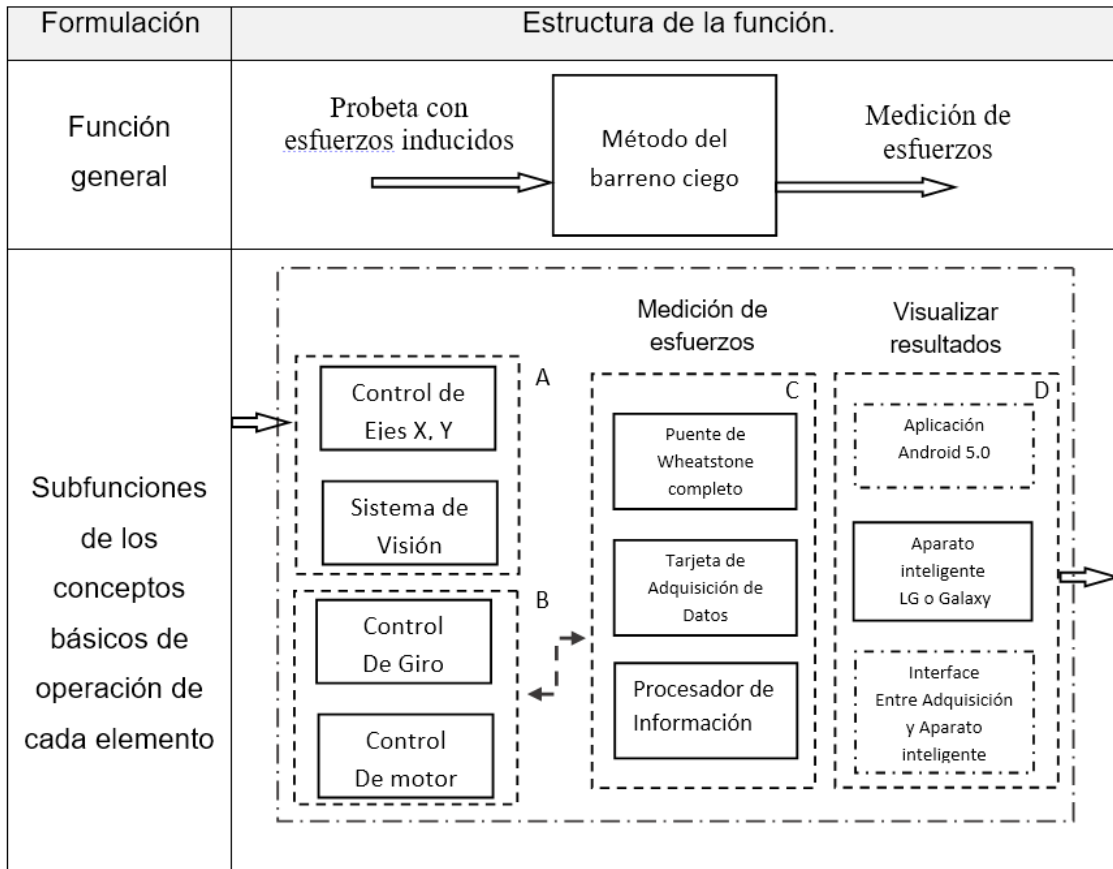 Formulación
Estructura de la función.
Función
general
Probeta con
esfuerzos inducidos
Método del
barreno ciego
Medición de
esfuerzos
Subfunciones
de los
conceptos
básicos de
operación de
cada elemento
A
Control de
Ejes X, Y
Sistema de
Visión
B
Control
De Giro
Control
De motor
Medición de
esfuerzos
C
Puente de
Wheatstone
completo
Tarjeta de
Adquisición de
Datos
Procesador de
Información
Visualizar
resultados
D
Aplicación
Android 5.0
Aparato
inteligente
LG o Galaxy
Interface
Entre Adquisición
y Aparato
inteligente